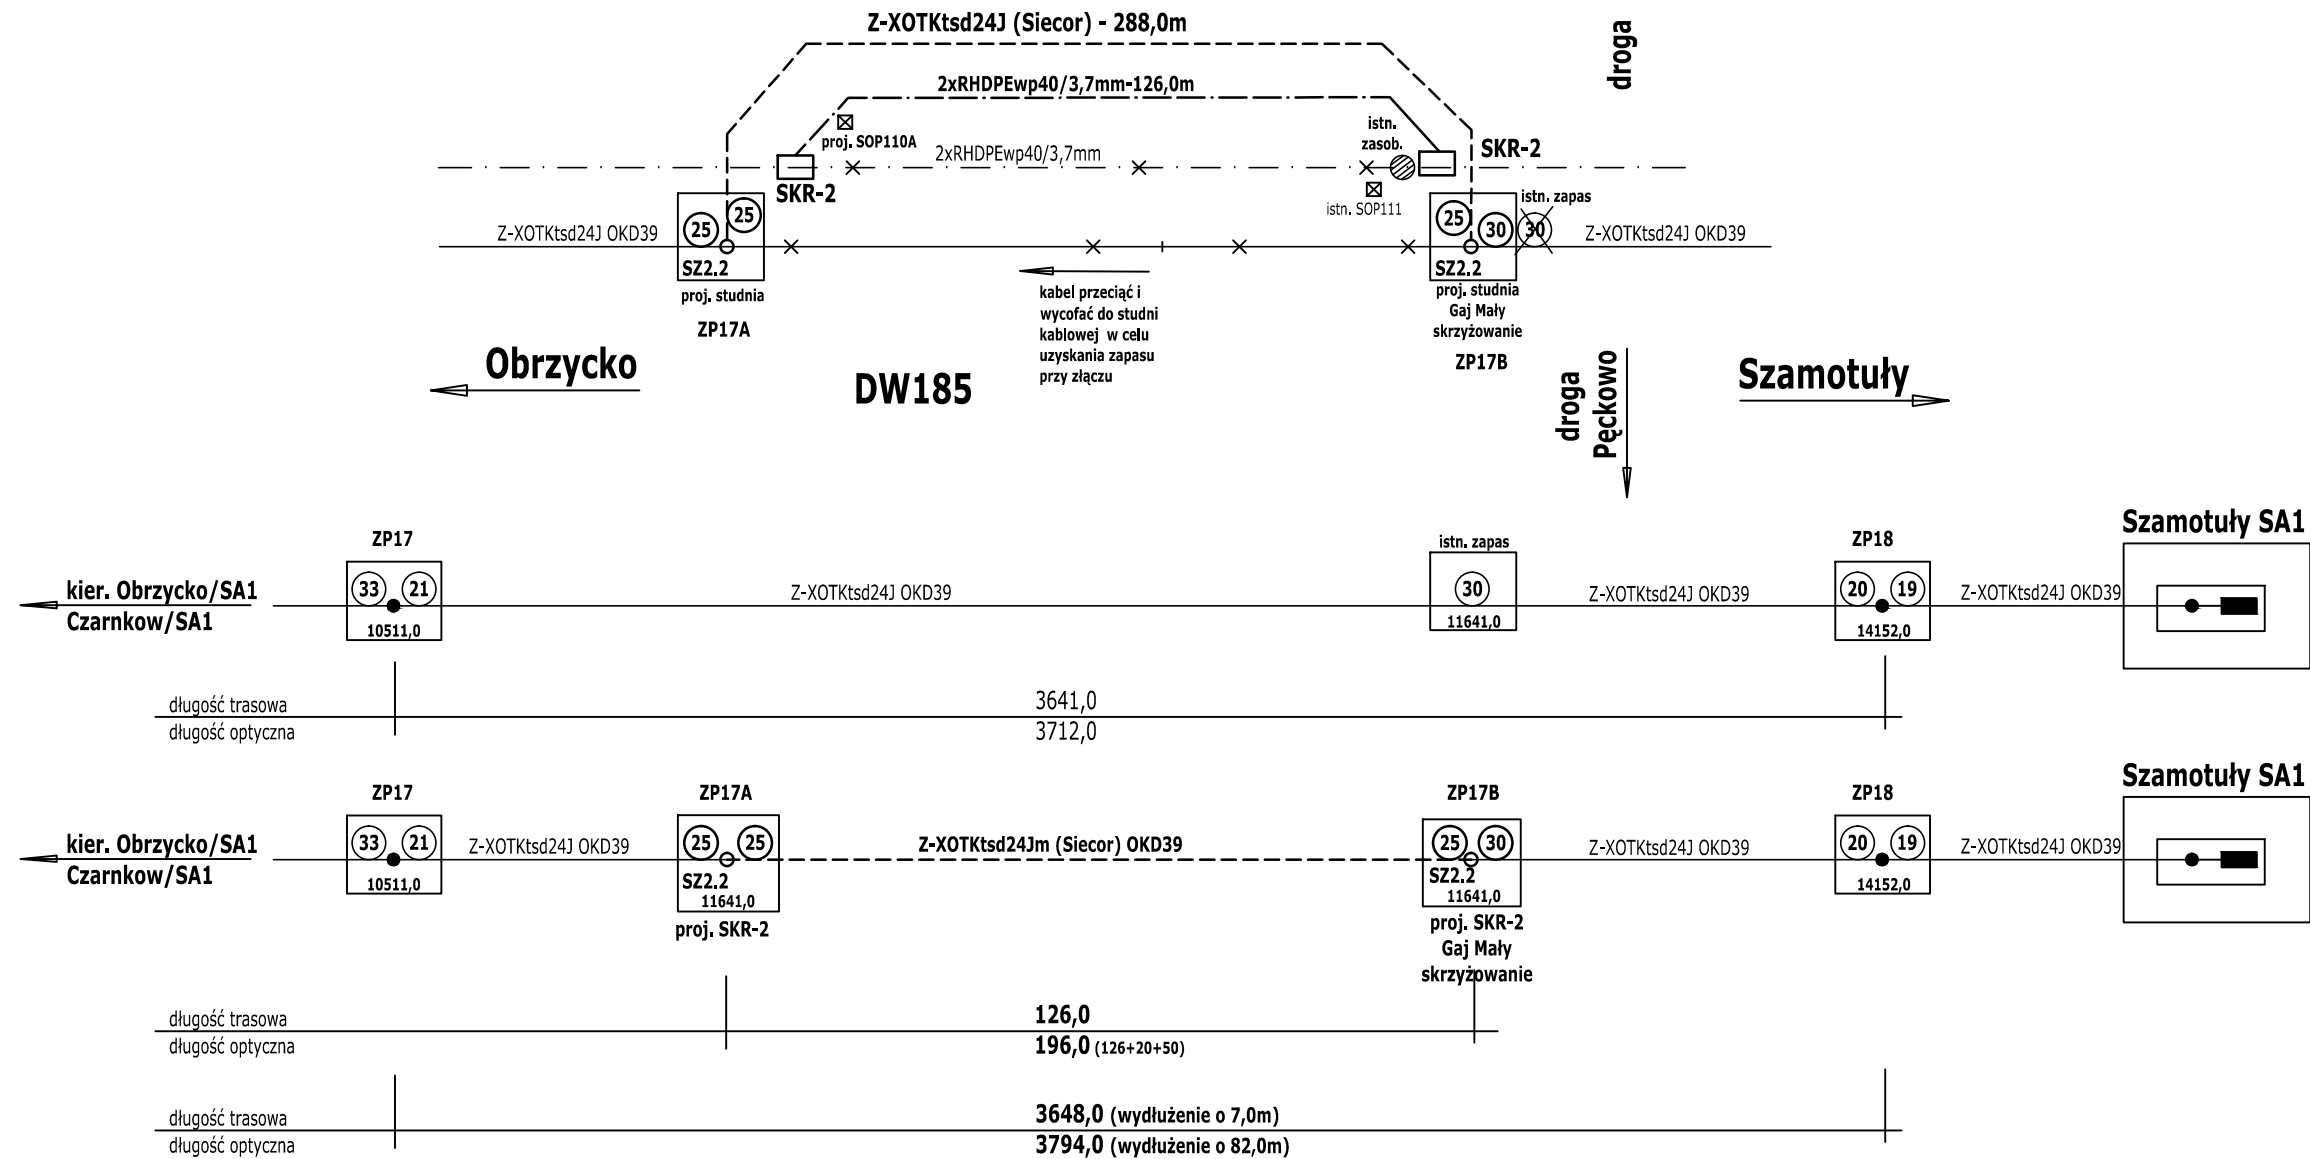 Z-XOTKtsd24J (Siecor) - 288,0m
droga
2xRHDPEwp40/3,7mm-126,0m
proj. SOP110A
istn.
zasob.
2xRHDPEwp40/3,7mm
SKR-2
SKR-2
istn. SOP111
istn. zapas
Z-XOTKtsd24J OKD39
25
25
25
30
30
Z-XOTKtsd24J OKD39
SZ2.2
SZ2.2
proj. studnia
ZP17A
proj. studnia
Gaj Mały
skrzyżowanie
ZP17B
kabel przeciąć i
wycofać do studni
kablowej w celu
uzyskania zapasu
przy złączu
Obrzycko
DW185
droga
Pęckowo
Szamotuły
ZP17
istn. zapas
ZP18
Szamotuły SA1
kier. Obrzycko/SA1
Czarnkow/SA1
33
21
10511,0
Z-XOTKtsd24J OKD39
30
11641,0
Z-XOTKtsd24J OKD39
20
19
14152,0
Z-XOTKtsd24J OKD39
długość trasowa
3641,0
długość optyczna
3712,0
ZP17
ZP17A
ZP17B
ZP18
Szamotuły SA1
kier. Obrzycko/SA1
Czarnkow/SA1
33
21
10511,0
Z-XOTKtsd24J OKD39
25
25
SZ2.2
11641,0
proj. SKR-2
Z-XOTKtsd24Jm (Siecor) OKD39
25
30
SZ2.2
11641,0
proj. SKR-2
Gaj Mały
skrzyżowanie
Z-XOTKtsd24J OKD39
20
19
14152,0
Z-XOTKtsd24J OKD39
długość trasowa
126,0
długość optyczna
196,0 (126+20+50)
długość trasowa
3648,0 (wydłużenie o 7,0m)
długość optyczna
3794,0 (wydłużenie o 82,0m)